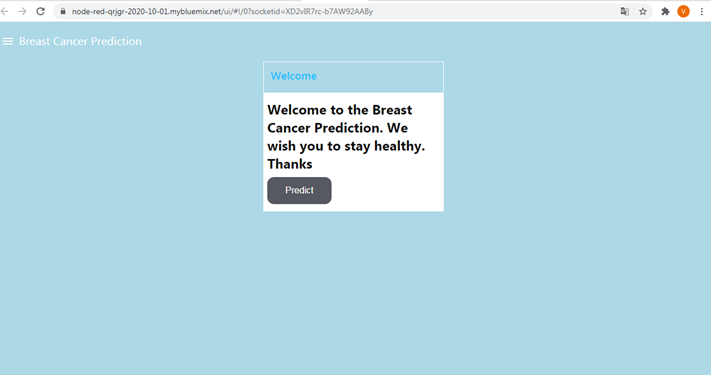 node-red-qrjgr-2020-10-01.mybluemix.net/ui/#!/0?socketid=XD2vIR7rc-b7AW92AABy
V
Breast Cancer Prediction
Welcome
Welcome to the Breast
Cancer Prediction. We
wish you to stay healthy.
Thanks
Predict